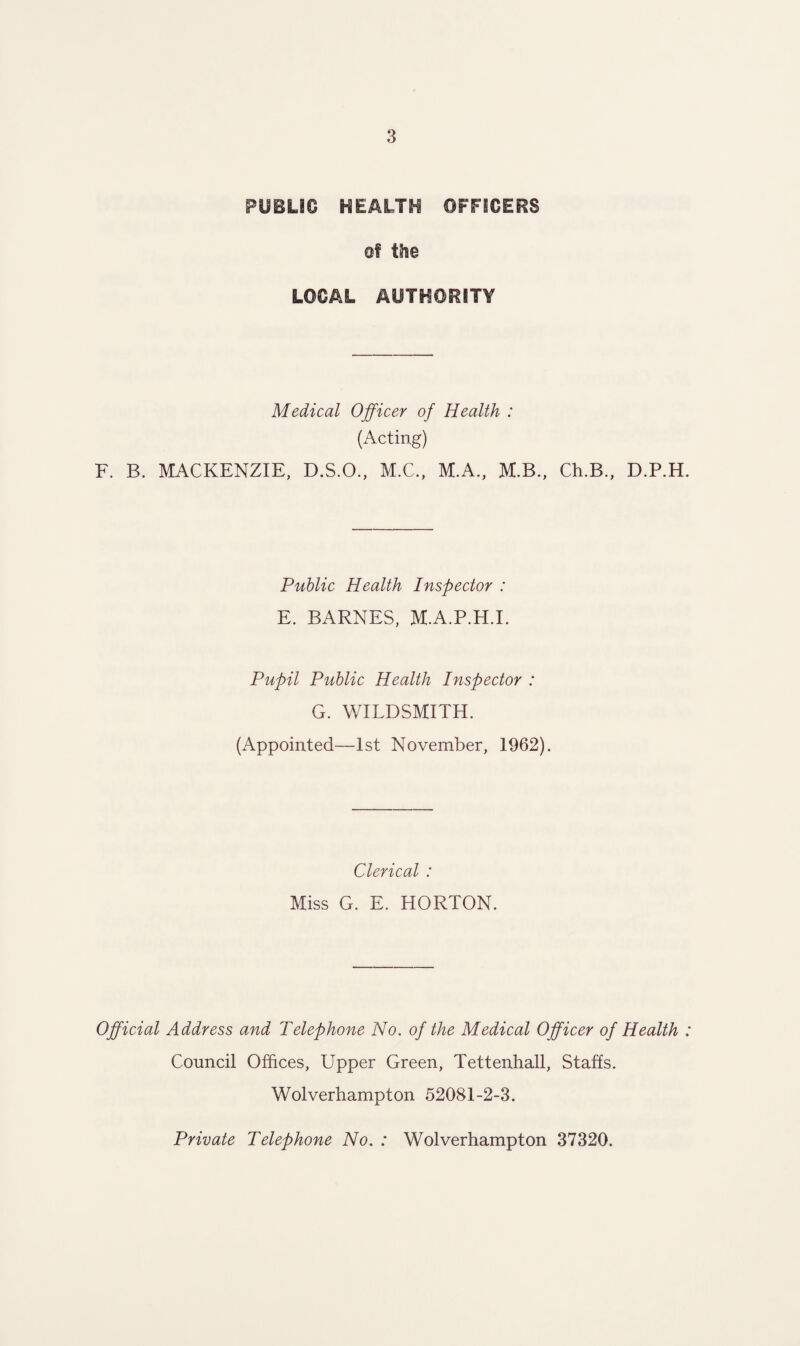 3
PUBLIC HEALTH OFFICERS
of the
LOCAL AUTHORITY
Medical Officer of Health :
(Acting)
F. B. MACKENZIE, D.S.O., M.C., M.A., M.B., Ch.B., D.P.H.
Public Health Inspector :
E. BARNES, M.A.P.H.I.
Pupil Public Health Inspector :
G. WILDSMITH.
(Appointed—1st November, 1962).
Clerical :
Miss G. E. HORTON.
Official Address and Telephone No. of the Medical Officer of Health :
Council Offices, Upper Green, Tettenhall, Staffs.
Wolverhampton 52081-2-3.
Private Telephone No. : Wolverhampton 37320.